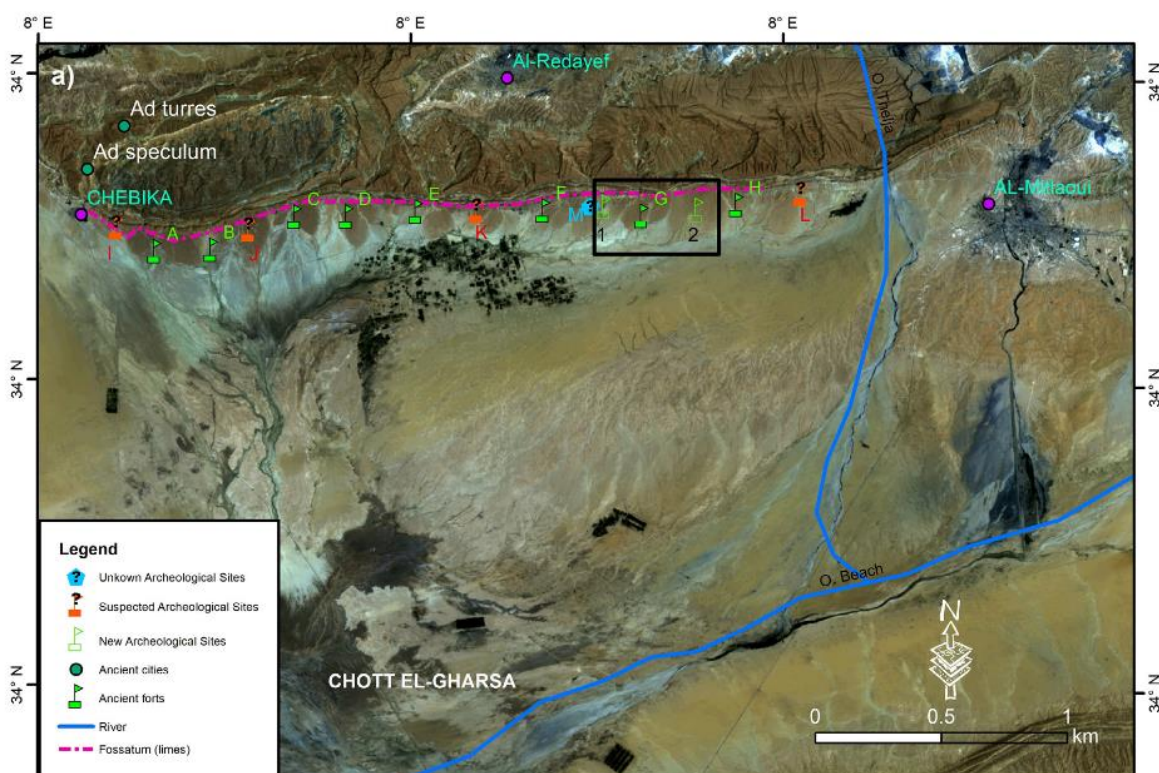 8° E
8° E
8° E
a)
34° N
34° N
Al-Redayef
O. Thelja
Ad turres
Ad speculum
CHEBIKA
AL-Mitlaoui
A
B
C
D
E
F
G
H
I
J
K
L
M
1
2
34° N
34° N
O. Beach
CHOTT EL-GHARSA
34° N
34° N
N
0
0.5
1
km
Legend
Unkown Archeological Sites
Suspected Archeological Sites
New Archeological Sites
Ancient cities
Ancient forts
River
Fossatum (limes)